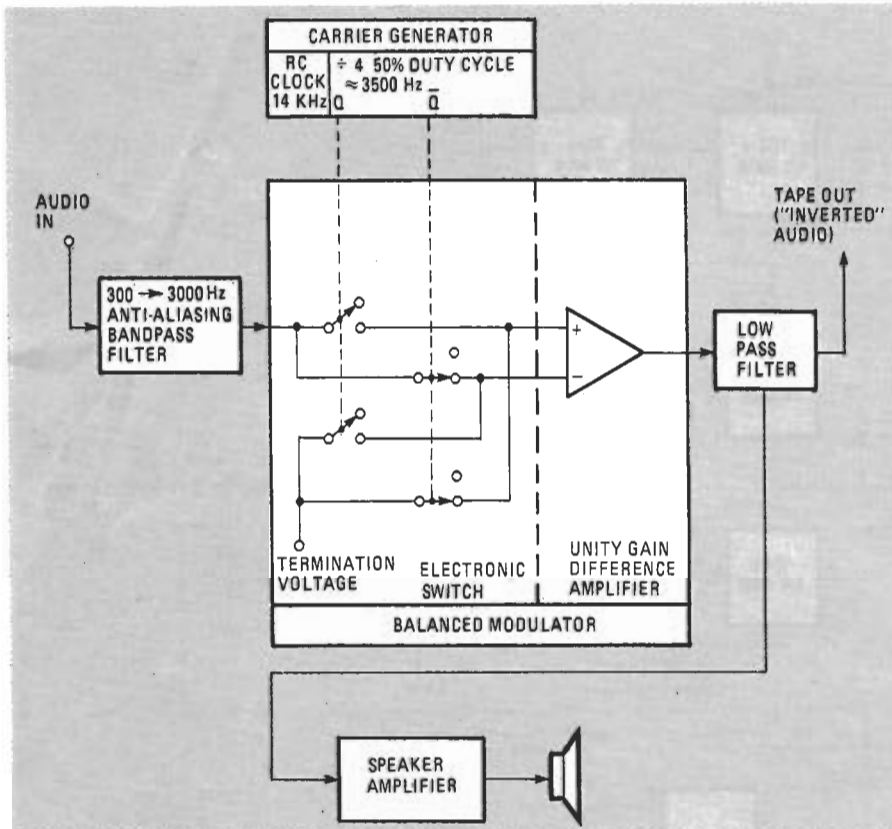 CARRIER GENERATOR
RC
CLOCK
14 KHz
÷ 4 50% DUTY CYCLE
≈ 3500 Hz
Q
Q̅
AUDIO
IN
300 → 3000 Hz
ANTI-ALIASING
BANDPASS
FILTER
+
−
TAPE OUT
("INVERTED"
AUDIO)
LOW
PASS
FILTER
TERMINATION
VOLTAGE
ELECTRONIC
SWITCH
UNITY GAIN
DIFFERENCE
AMPLIFIER
BALANCED MODULATOR
SPEAKER
AMPLIFIER